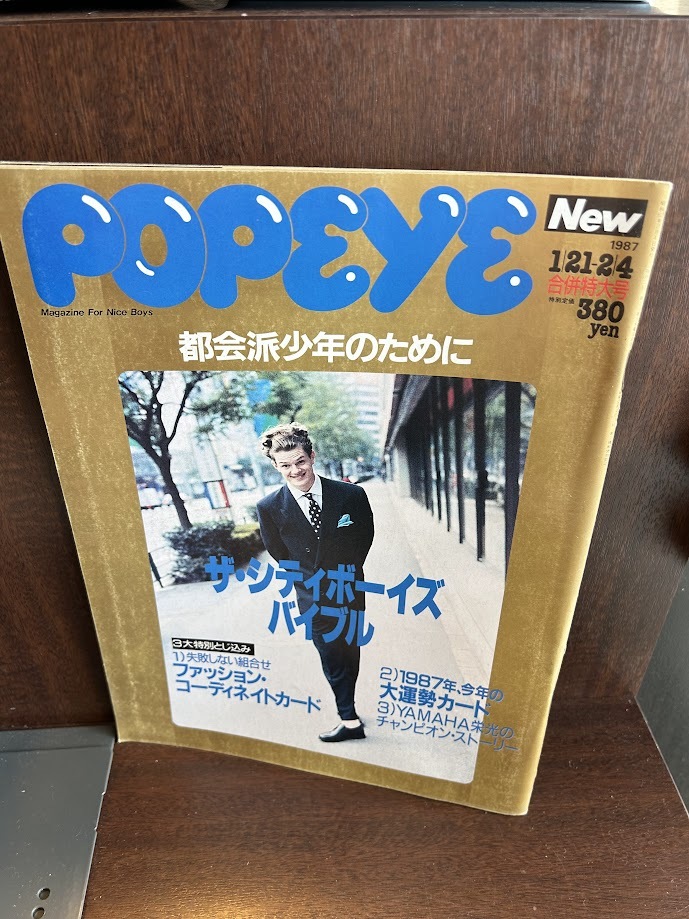 POPEYE
New
1987
1/21-2/4
合併特大号
特別定価
380
yen
Magazine For Nice Boys
都会派少年のために
ザ・シティボーイズ
バイブル
3大特別とじ込み
1)失敗しない組合せ
ファッション・
コーディネイトカード
2)1987年、今年の
大運勢カード
3)YAMAHA栄光の
チャンピオン・ストーリー